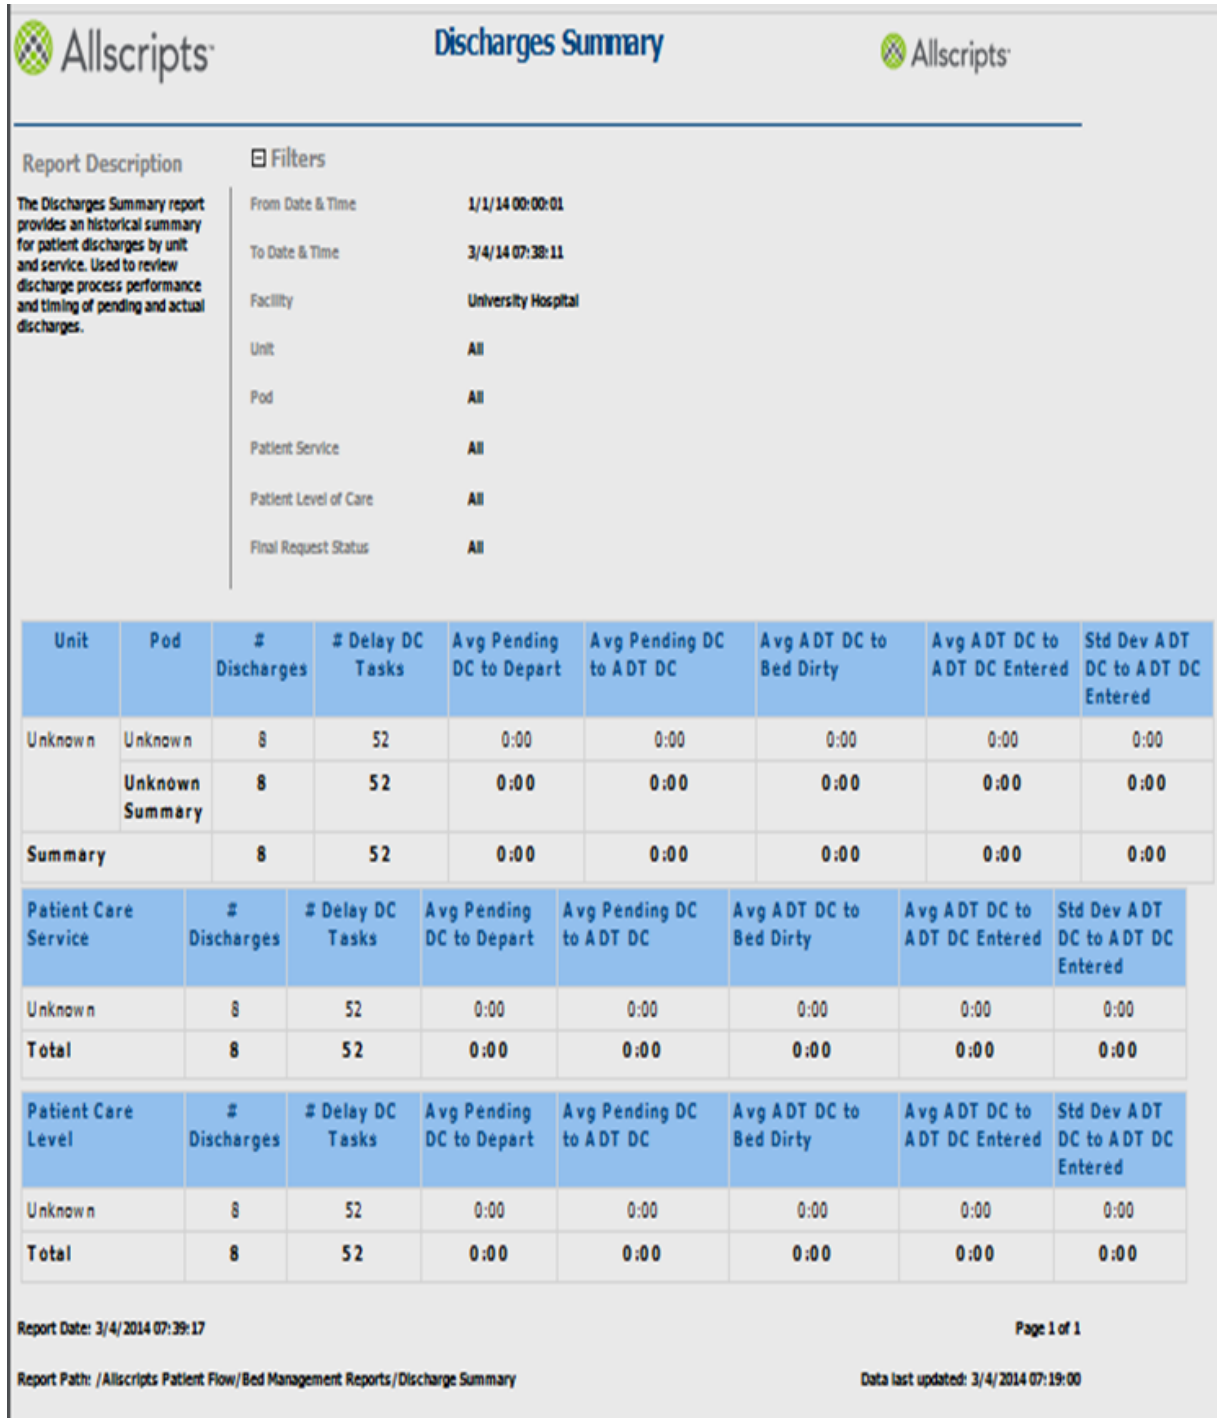 Allscripts™
Discharges Summary
Allscripts™
Report Description
The Discharges Summary report
provides an historical summary
for patient discharges by unit
and service. Used to review
discharge process performance
and timing of pending and actual
discharges.
Filters
From Date & Time 1/1/14 00:00:01
To Date & Time 3/4/14 07:38:11
Facility University Hospital
Unit All
Pod All
Patient Service All
Patient Level of Care All
Final Request Status All
Unit Pod # # Delay DC Avg Pending Avg Pending DC Avg ADT DC to Avg ADT DC to Std Dev ADT
Discharges Tasks DC to Depart to ADT DC Bed Dirty ADT DC Entered DC to ADT DC
Entered
Unknown Unknown 8 52 0:00 0:00 0:00 0:00 0:00
Unknown 8 52 0:00 0:00 0:00 0:00 0:00
Summary
Summary 8 52 0:00 0:00 0:00 0:00 0:00
Patient Care # # Delay DC Avg Pending Avg Pending DC Avg ADT DC to Avg ADT DC to Std Dev ADT
Service Discharges Tasks DC to Depart to ADT DC Bed Dirty ADT DC Entered DC to ADT DC
Entered
Unknown 8 52 0:00 0:00 0:00 0:00 0:00
Total 8 52 0:00 0:00 0:00 0:00 0:00
Patient Care # # Delay DC Avg Pending Avg Pending DC Avg ADT DC to Avg ADT DC to Std Dev ADT
Level Discharges Tasks DC to Depart to ADT DC Bed Dirty ADT DC Entered DC to ADT DC
Entered
Unknown 8 52 0:00 0:00 0:00 0:00 0:00
Total 8 52 0:00 0:00 0:00 0:00 0:00
Report Date: 3/4/2014 07:39:17 Page 1 of 1
Report Path: /Allscripts Patient Flow/Bed Management Reports/Discharge Summary Data last updated: 3/4/2014 07:19:00